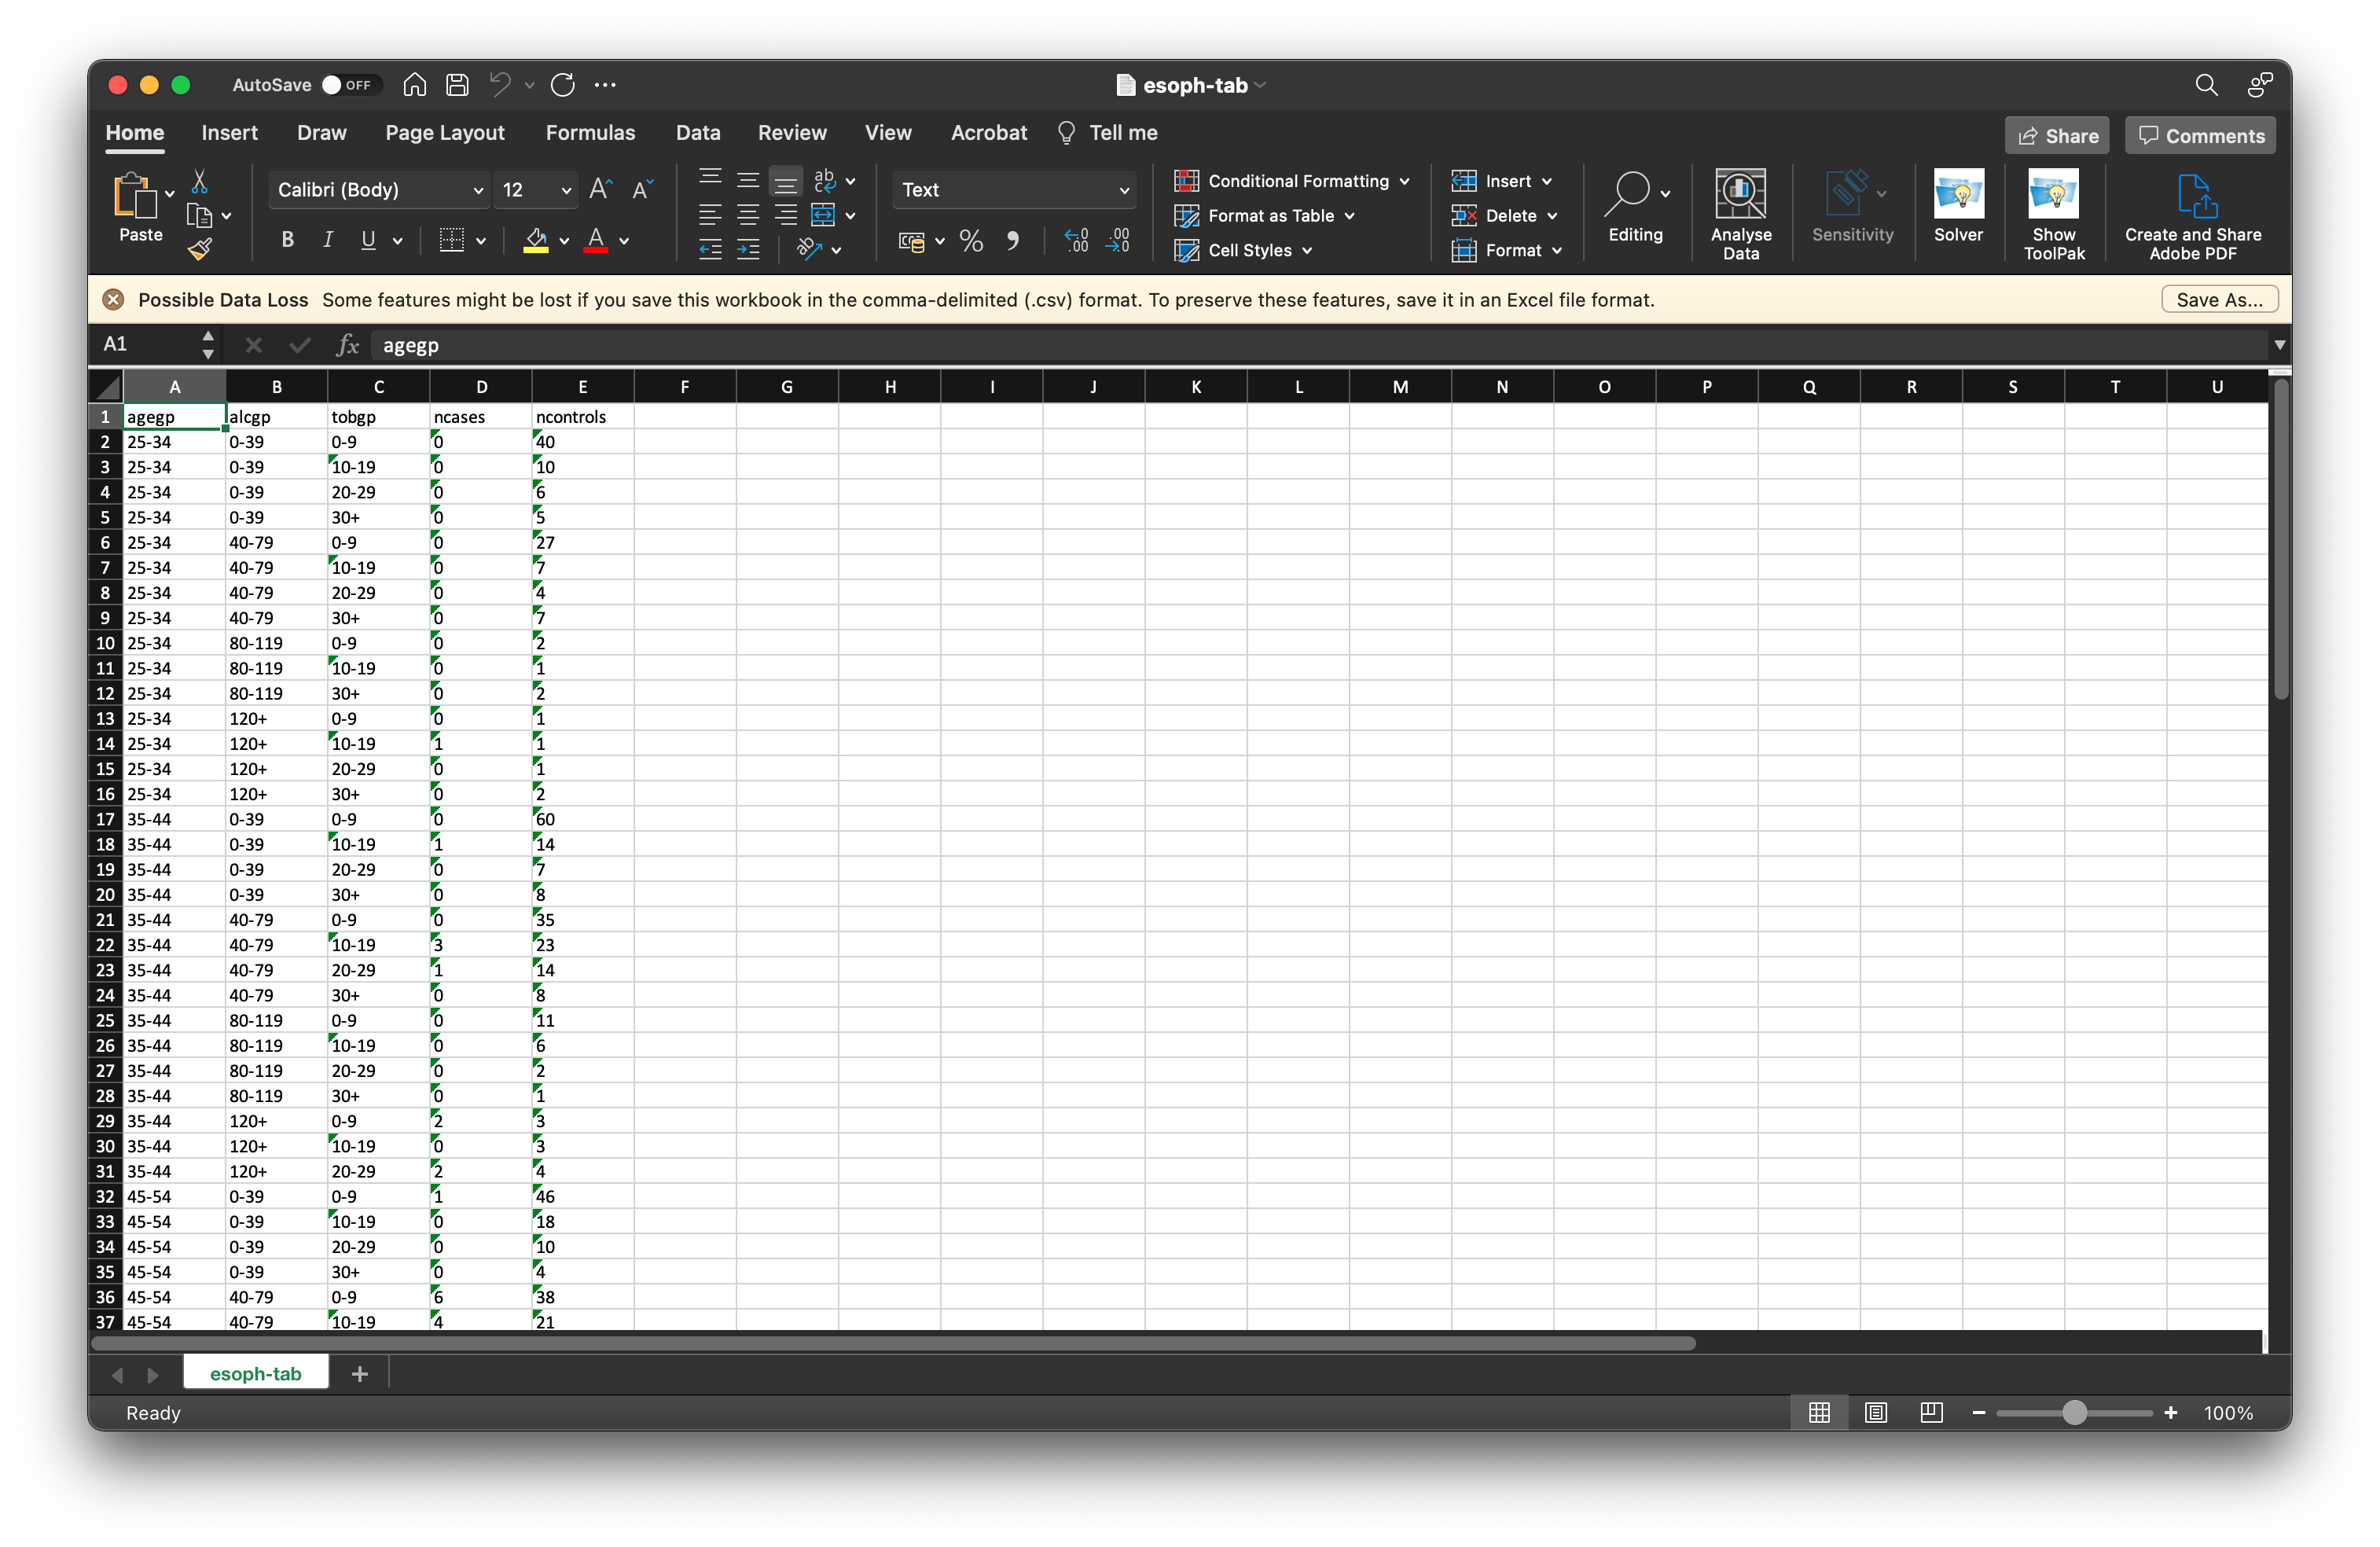 AutoSave OFF esoph-tab
Home Insert Draw Page Layout Formulas Data Review View Acrobat Tell me Share Comments
Paste Calibri (Body) 12 Text Conditional Formatting Format as Table Cell Styles Insert Delete Format Editing Analyse Data Sensitivity Solver Show ToolPak Create and Share Adobe PDF
Possible Data Loss Some features might be lost if you save this workbook in the comma-delimited (.csv) format. To preserve these features, save it in an Excel file format. Save As...
A1 fx agegp
A B C D E F G H I J K L M N O P Q R S T U
1 agegp alcgp tobgp ncases ncontrols
2 25-34 0-39 0-9 0 40
3 25-34 0-39 10-19 0 10
4 25-34 0-39 20-29 0 6
5 25-34 0-39 30+ 0 5
6 25-34 40-79 0-9 0 27
7 25-34 40-79 10-19 0 7
8 25-34 40-79 20-29 0 4
9 25-34 40-79 30+ 0 7
10 25-34 80-119 0-9 0 2
11 25-34 80-119 10-19 0 1
12 25-34 80-119 30+ 0 2
13 25-34 120+ 0-9 0 1
14 25-34 120+ 10-19 1 1
15 25-34 120+ 20-29 0 1
16 25-34 120+ 30+ 0 2
17 35-44 0-39 0-9 0 60
18 35-44 0-39 10-19 1 14
19 35-44 0-39 20-29 0 7
20 35-44 0-39 30+ 0 8
21 35-44 40-79 0-9 0 35
22 35-44 40-79 10-19 3 23
23 35-44 40-79 20-29 1 14
24 35-44 40-79 30+ 0 8
25 35-44 80-119 0-9 0 11
26 35-44 80-119 10-19 0 6
27 35-44 80-119 20-29 0 2
28 35-44 80-119 30+ 0 1
29 35-44 120+ 0-9 2 3
30 35-44 120+ 10-19 0 3
31 35-44 120+ 20-29 2 4
32 45-54 0-39 0-9 1 46
33 45-54 0-39 10-19 0 18
34 45-54 0-39 20-29 0 10
35 45-54 0-39 30+ 0 4
36 45-54 40-79 0-9 6 38
37 45-54 40-79 10-19 4 21
esoph-tab +
Ready 100%